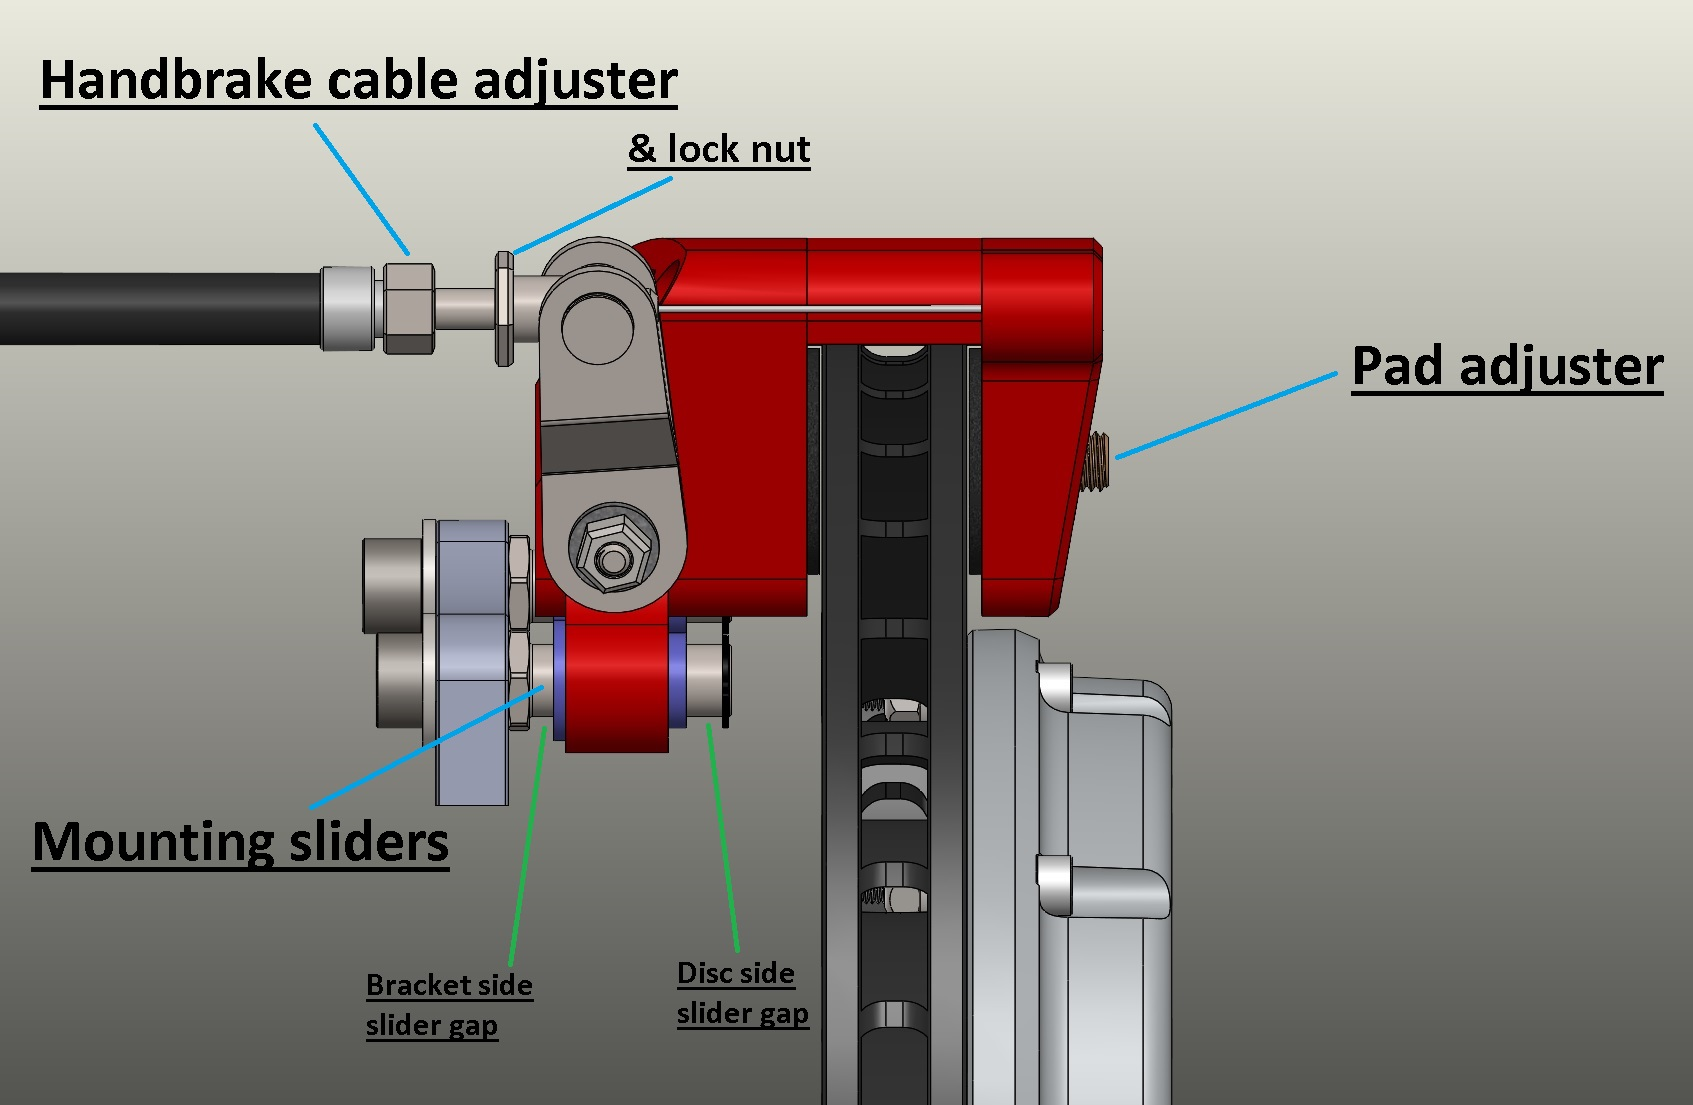 Handbrake cable adjuster
& lock nut
Pad adjuster
Mounting sliders
Bracket side
slider gap
Disc side
slider gap